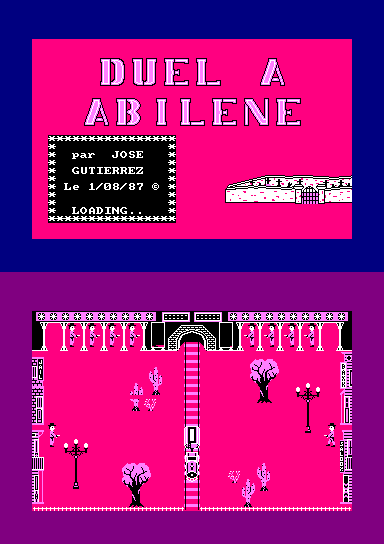 DUEL A
ABILENE
par JOSE
GUTIERREZ
Le 1/08/87 ©
LOADING..